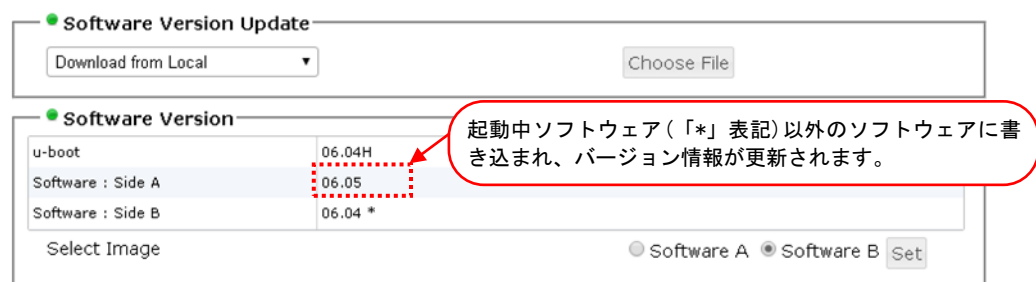 Software Version Update
Download from Local
Choose File
Software Version
起動中ソフトウェア(「*」表記)以外のソフトウェアに書
き込まれ、バージョン情報が更新されます。
u-boot 06.04H
Software : Side A 06.05
Software : Side B 06.04 *
Select Image Software A Software B Set